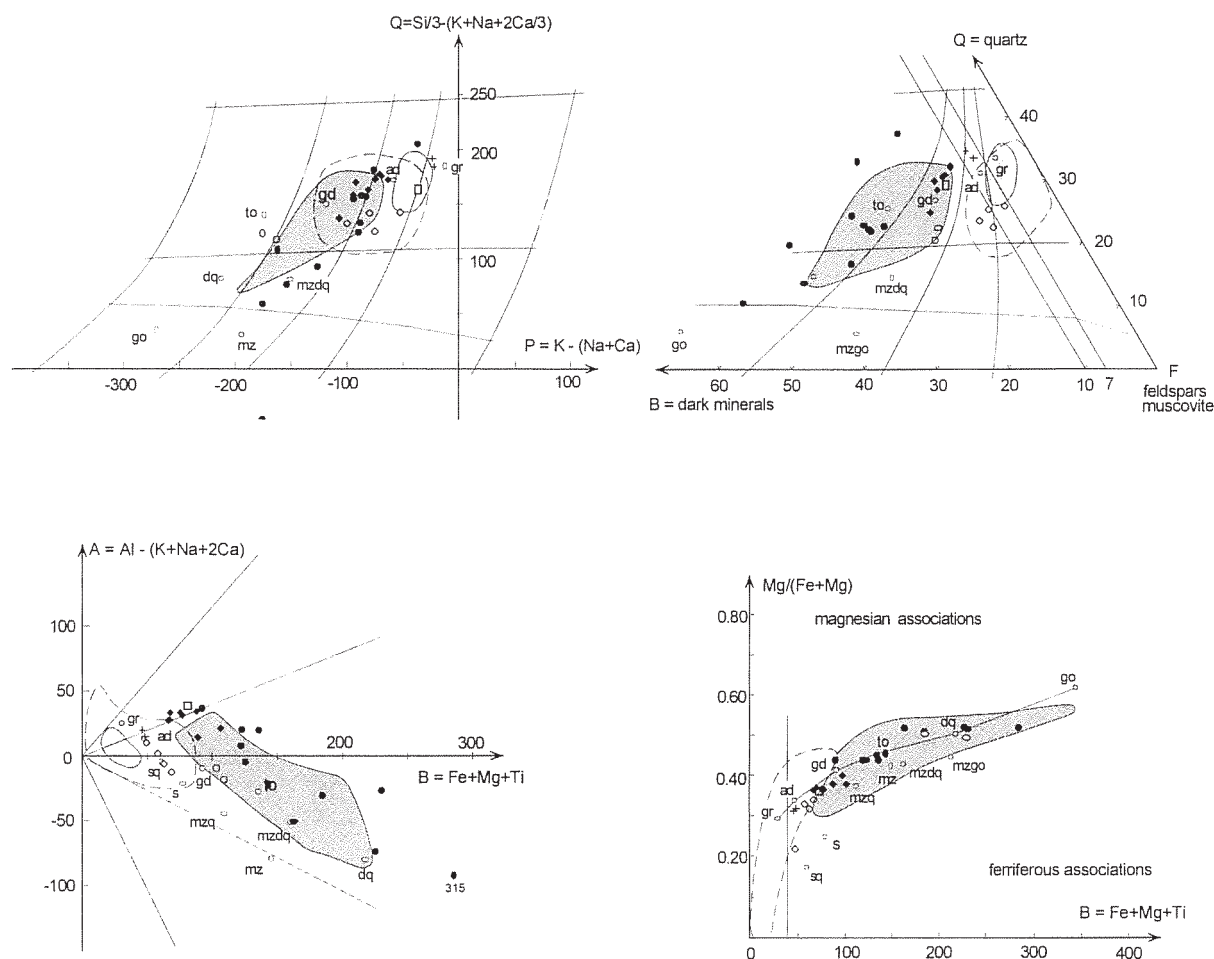 Q=Si/3-(K+Na+2Ca/3)
250
200
gr
ad
gd
to
100
dq
mzdq
go
mz
P = K - (Na+Ca)
-300
-200
-100
100
Q = quartz
40
30
gr
ad
gd
to
20
mzdq
10
go
mzgo
F
60
50
40
30
20
10
7
feldspars
muscovite
B = dark minerals
A = Al - (K+Na+2Ca)
100
50
gr
ad
200
300
0
B = Fe+Mg+Ti
sq
gd
s
mzq
mzdq
mz
dq
-100
315
Mg/(Fe+Mg)
0.80
magnesian associations
go
0.60
dq
to
gd
mzgo
0.40
mz
mzdq
ad
mzq
gr
s
0.20
sq
ferriferous associations
B = Fe+Mg+Ti
0
100
200
300
400